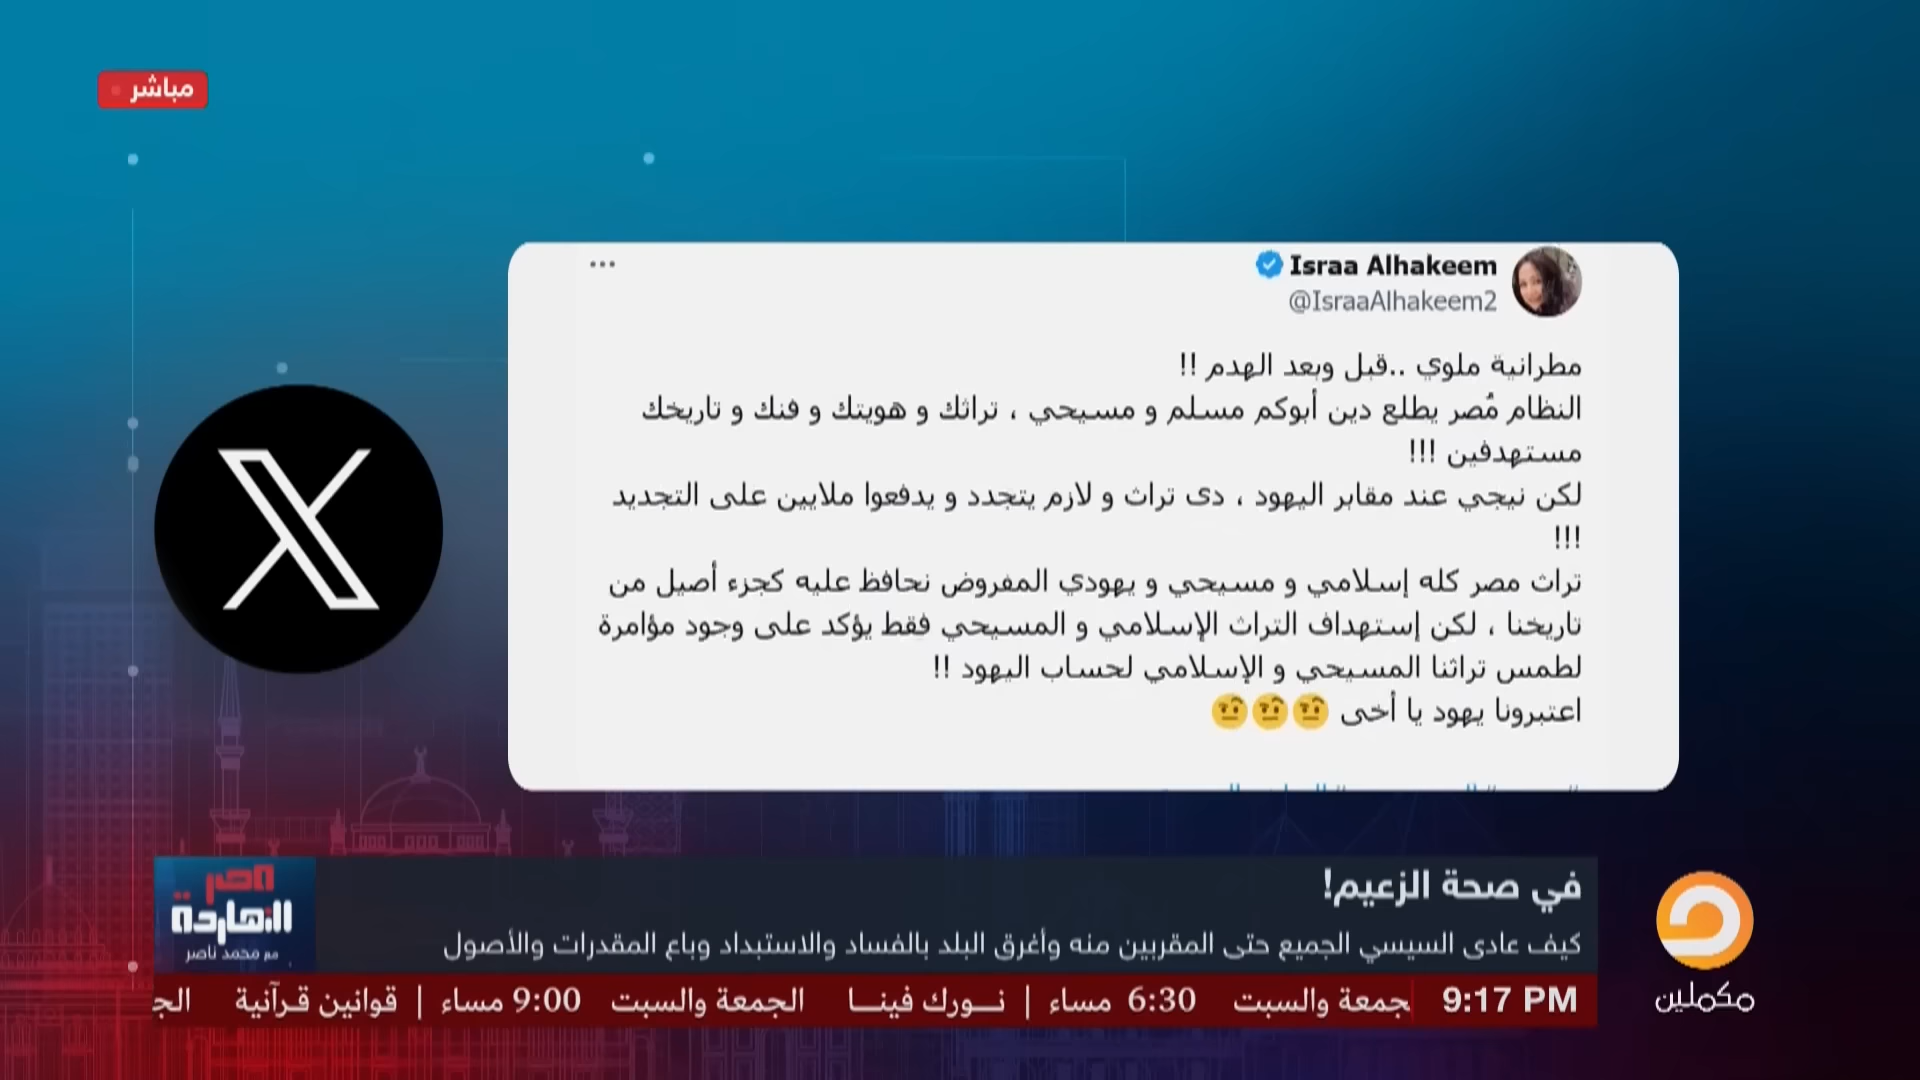 مباشر
Israa Alhakeem
@IsraaAlhakeem2
مطرانية ملوي ..قبل وبعد الهدم !!
النظام مُصر يطلع دين أبوكم مسلم و مسيحي ، تراثك و هويتك و فنك و تاريخك
مستهدفين !!!
لكن نيجي عند مقابر اليهود ، دى تراث و لازم يتجدد و يدفعوا ملايين على التجديد
!!!
تراث مصر كله إسلامي و مسيحي و يهودي المفروض نحافظ عليه كجزء أصيل من
تاريخنا ، لكن إستهداف التراث الإسلامي و المسيحي فقط يؤكد على وجود مؤامرة
لطمس تراثنا المسيحي و الإسلامي لحساب اليهود !!
اعتبرونا يهود يا أخى 🤨🤨🤨
في صحة الزعيم!
كيف عادى السيسي الجميع حتى المقربين منه وأغرق البلد بالفساد والاستبداد وباع المقدرات والأصول
مصر
النهاردة
مع محمد ناصر
9:17 PM
جمعة والسبت 6:30 مساء | نـورك فينـا الجمعة والسبت 9:00 مساء | قوانين قرآنية الج
مكملين